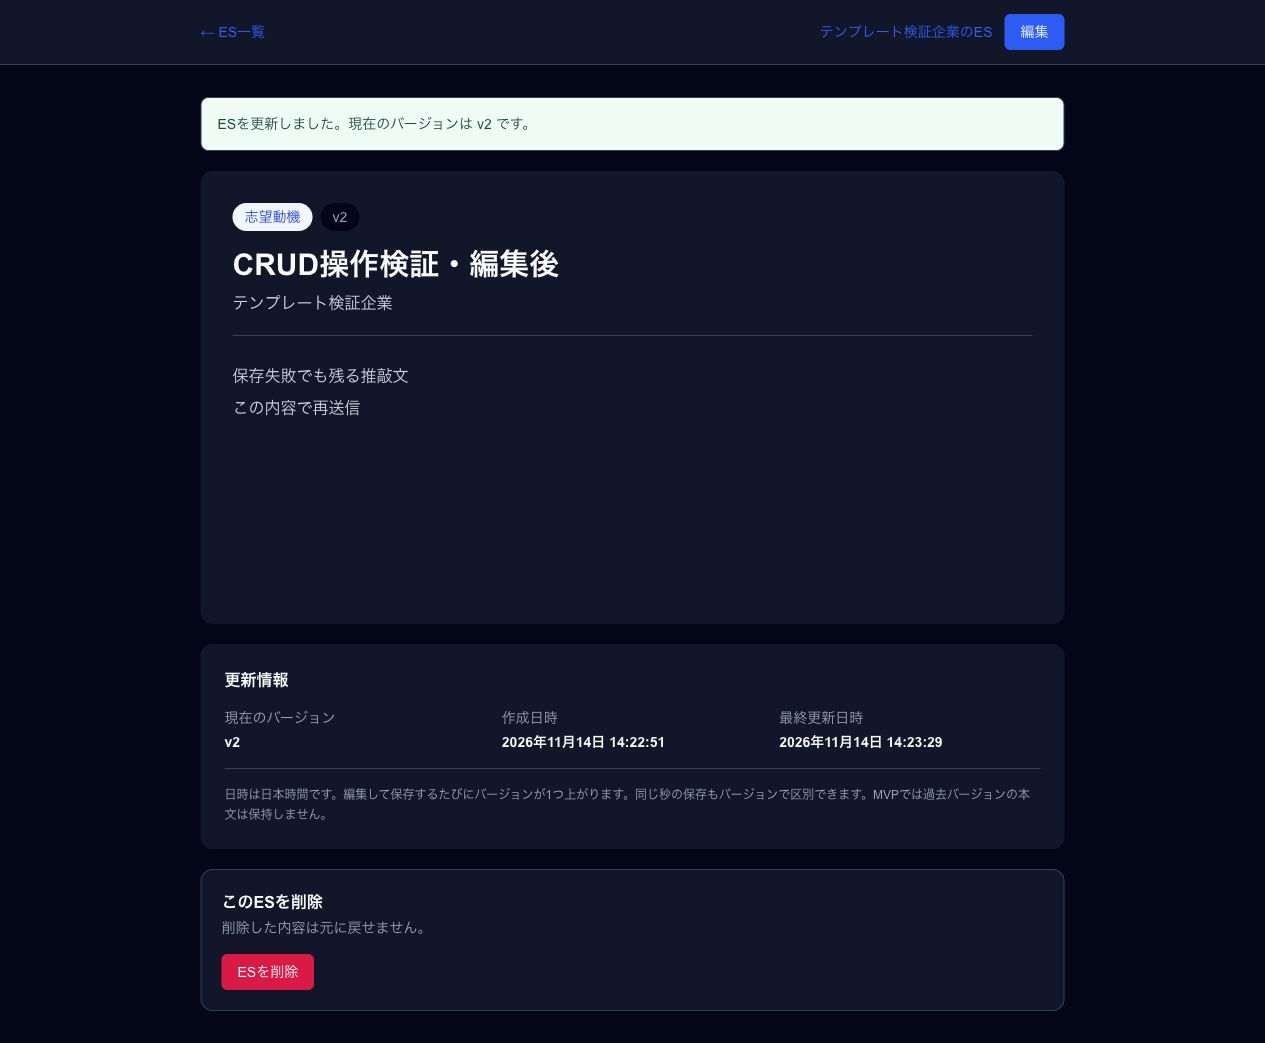 ← ES一覧
テンプレート検証企業のES
編集
ESを更新しました。現在のバージョンは v2 です。
志望動機
v2
CRUD操作検証・編集後
テンプレート検証企業
保存失敗でも残る推敲文
この内容で再送信
更新情報
現在のバージョン
作成日時
最終更新日時
v2
2026年11月14日 14:22:51
2026年11月14日 14:23:29
日時は日本時間です。編集して保存するたびにバージョンが1つ上がります。同じ秒の保存もバージョンで区別できます。MVPでは過去バージョンの本
文は保持しません。
このESを削除
削除した内容は元に戻せません。
ESを削除